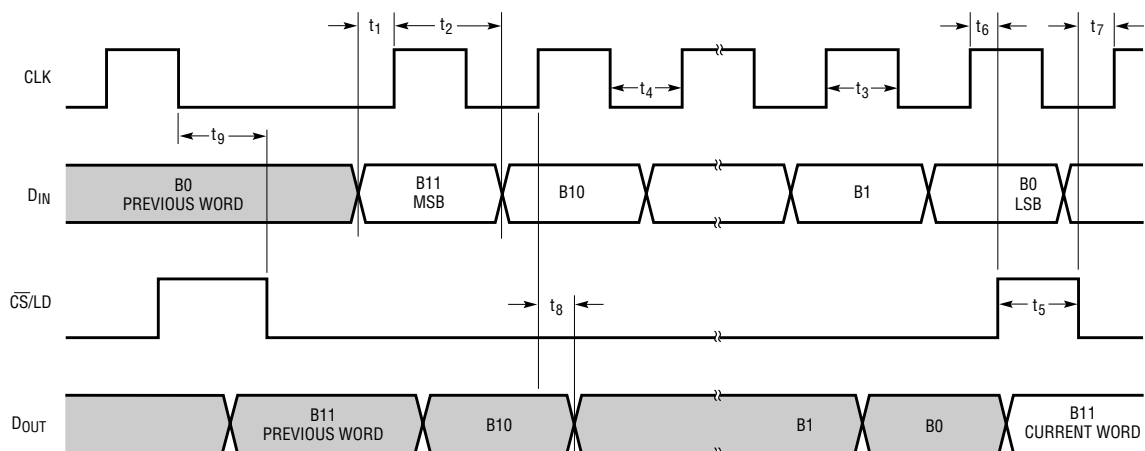 t1 t2 t6 t7
CLK
t4 t3
t9
DIN
B0
PREVIOUS WORD
B11
MSB
B10
B1
B0
LSB
CS/LD
t8
t5
DOUT
B11
PREVIOUS WORD
B10
B1
B0
B11
CURRENT WORD